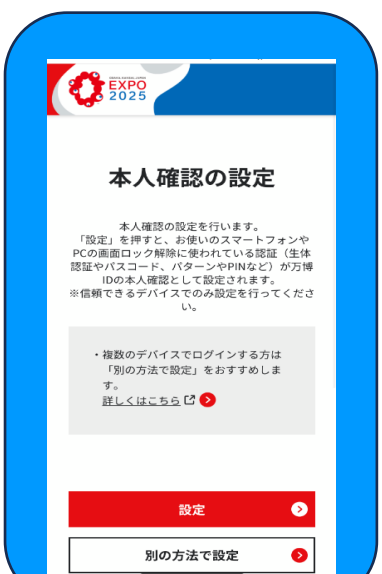 EXPO
2025
本人確認の設定
本人確認の設定を行います。
「設定」を押すと、お使いのスマートフォンや
PCの画面ロック解除に使われている認証（生体
認証やパスコード、パターンやPINなど）が万博
IDの本人確認として設定されます。
※信頼できるデバイスでのみ設定を行ってくださ
い。
・複数のデバイスでログインする方は
「別の方法で設定」をおすすめしま
す。
詳しくはこちら
設定
別の方法で設定